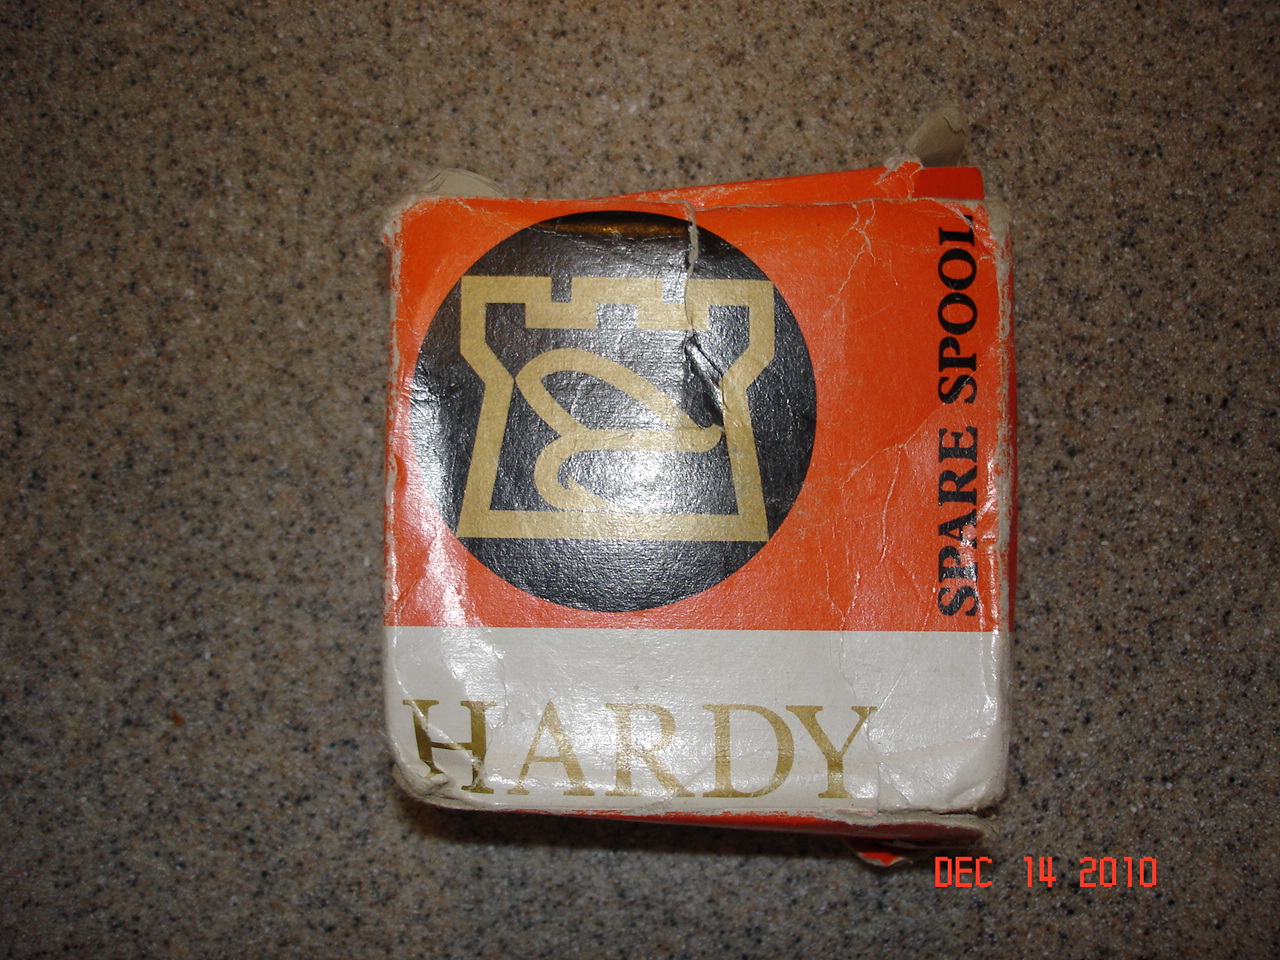 SPARE SPOOL
HARDY
DEC 14 2010